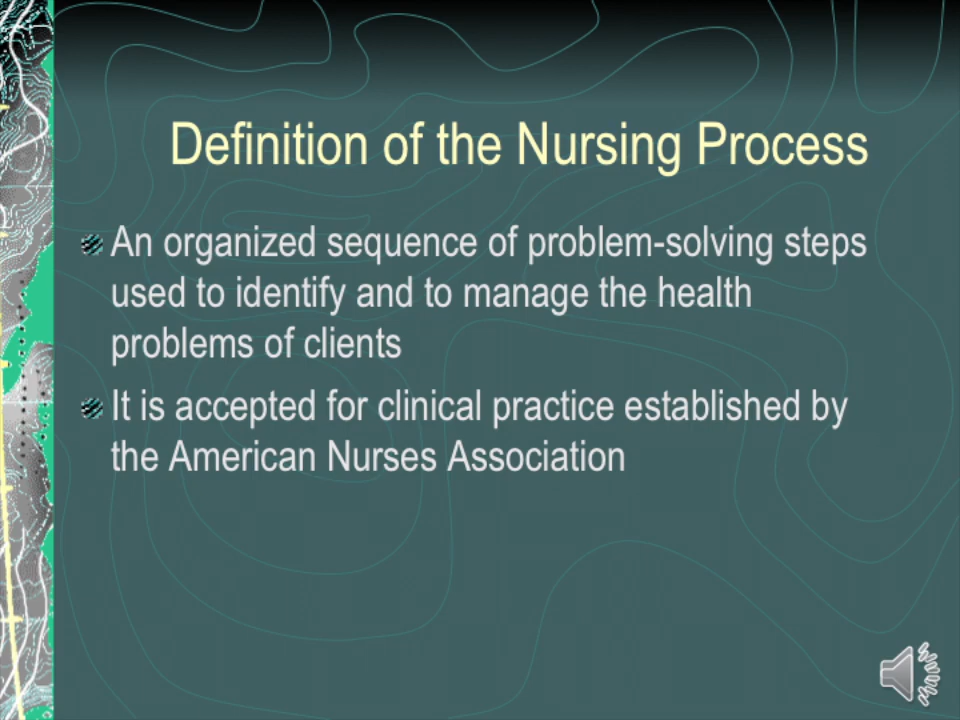 Definition of the Nursing Process
An organized sequence of problem-solving steps
used to identify and to manage the health
problems of clients
It is accepted for clinical practice established by
the American Nurses Association